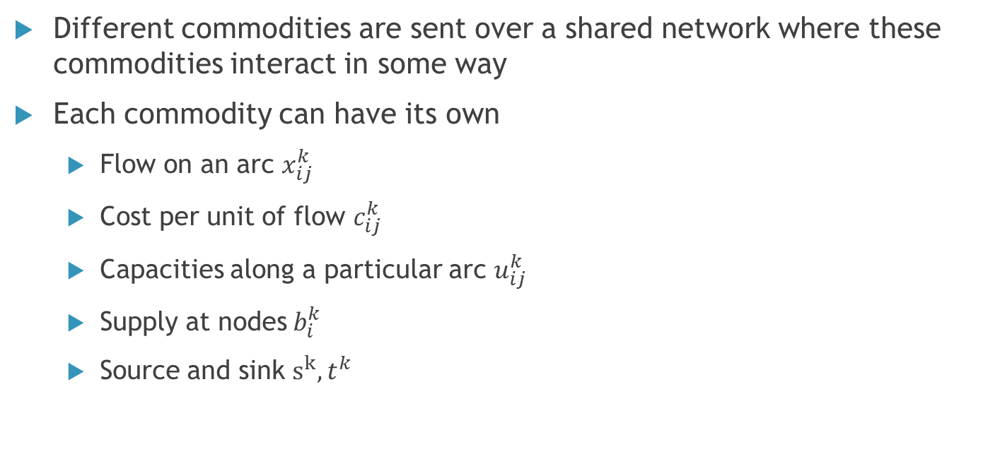 Different commodities are sent over a shared network where these
commodities interact in some way
Each commodity can have its own
Flow on an arc $x_{ij}^{k}$
Cost per unit of flow $c_{ij}^{k}$
Capacities along a particular arc $u_{ij}^{k}$
Supply at nodes $b_{i}^{k}$
Source and sink $\mathrm{s}^{\mathrm{k}}, t^{k}$